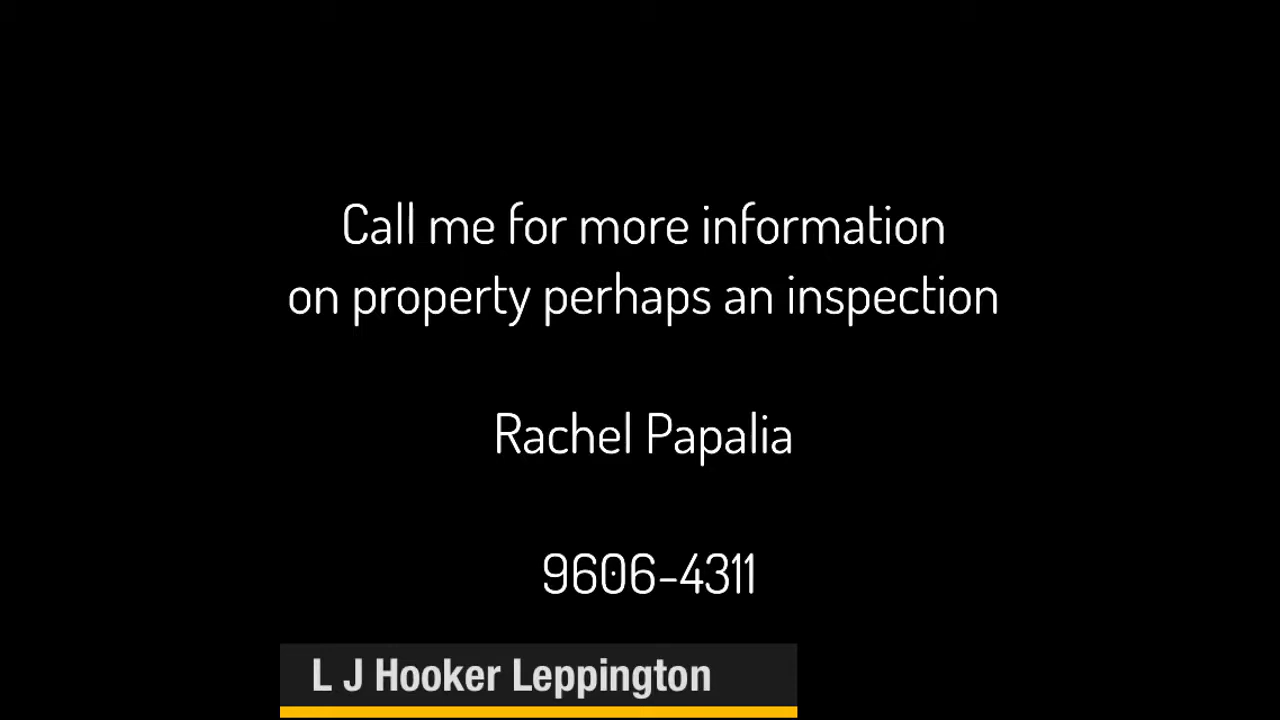 Call me for more information
on property perhaps an inspection
Rachel Papalia
9606-4311
L J Hooker Leppington